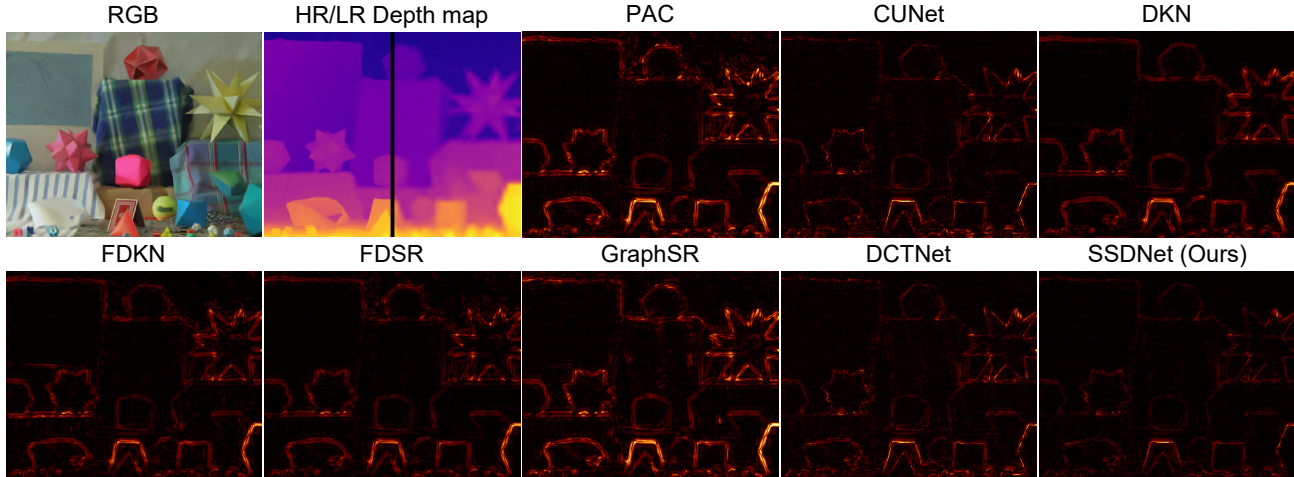 RGB
HR/LR Depth map
PAC
CUNet
DKN
FDKN
FDSR
GraphSR
DCTNet
SSDNet (Ours)